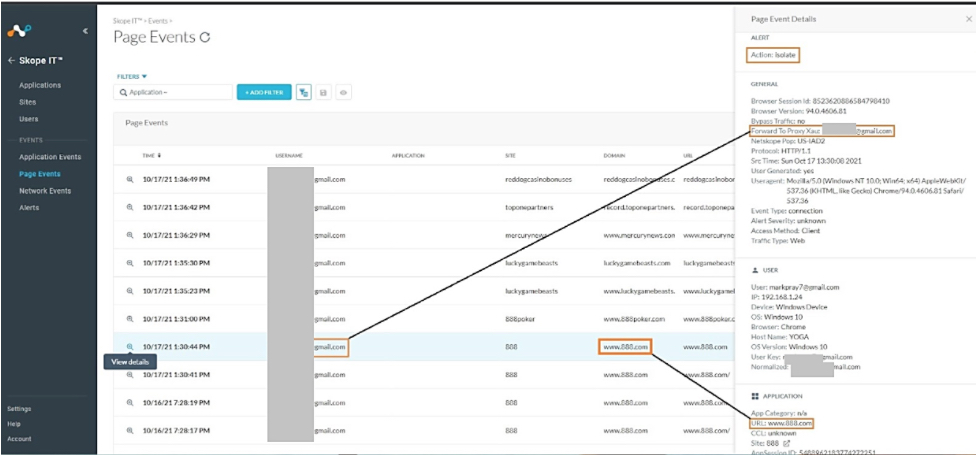 Skope IT™ > Events >
Page Events
Skope IT™
Applications
Sites
Users
EVENTS
Application Events
Page Events
Network Events
Alerts
Settings
Help
Account
FILTERS
Application ~
+ ADD FILTER
Page Events
TIME USERNAME APPLICATION SITE DOMAIN URL
10/17/21 1:36:49 PM gmail.com reddogcasinobonuses reddogcasinobonuses.c reddogcasinobor
10/17/21 1:36:42 PM gmail.com toponepartners record.toponepartners. record.toponepa
10/17/21 1:36:29 PM gmail.com mercurynews www.mercurynews.com www.mercuryne
10/17/21 1:35:30 PM gmail.com luckygamebeasts luckygamebeasts.com luckygamebeast
10/17/21 1:35:23 PM gmail.com luckygamebeasts www.luckygamebeasts. www.luckygamel
10/17/21 1:31:00 PM gmail.com 888poker www.888poker.com www.888poker.c
10/17/21 1:30:44 PM gmail.com 888 www.888.com www.888.com
View details
10/17/21 1:30:41 PM gmail.com 888 www.888.com www.888.com/
10/16/21 7:28:19 PM gmail.com 888 www.888.com www.888.com/
10/16/21 7:28:17 PM gmail.com 888 www.888.com www.888.com/
Page Event Details
ALERT
Action: Isolate
GENERAL
Browser Session Id: 8523620886584798410
Browser Version: 94.0.4606.81
Bypass Traffic: no
Forward To Proxy Xau: @gmail.com
Netskope Pop: US-IAD2
Protocol: HTTP/1.1
Src Time: Sun Oct 17 13:30:08 2021
User Generated: yes
Useragent: Mozilla/5.0 (Windows NT 10.0; Win64; x64) AppleWebKit/
537.36 (KHTML, like Gecko) Chrome/94.0.4606.81 Safari/
537.36
Event Type: connection
Alert Severity: unknown
Access Method: Client
Traffic Type: Web
USER
User: markpray7@gmail.com
IP: 192.168.1.24
Device: Windows Device
OS: Windows 10
Browser: Chrome
Host Name: YOGA
OS Version: Windows 10
User Key: gmail.com
Normalized: mail.com
APPLICATION
App Category: n/a
URL: www.888.com
CCL: unknown
Site: 888
AppSession ID: 5488962183774272351